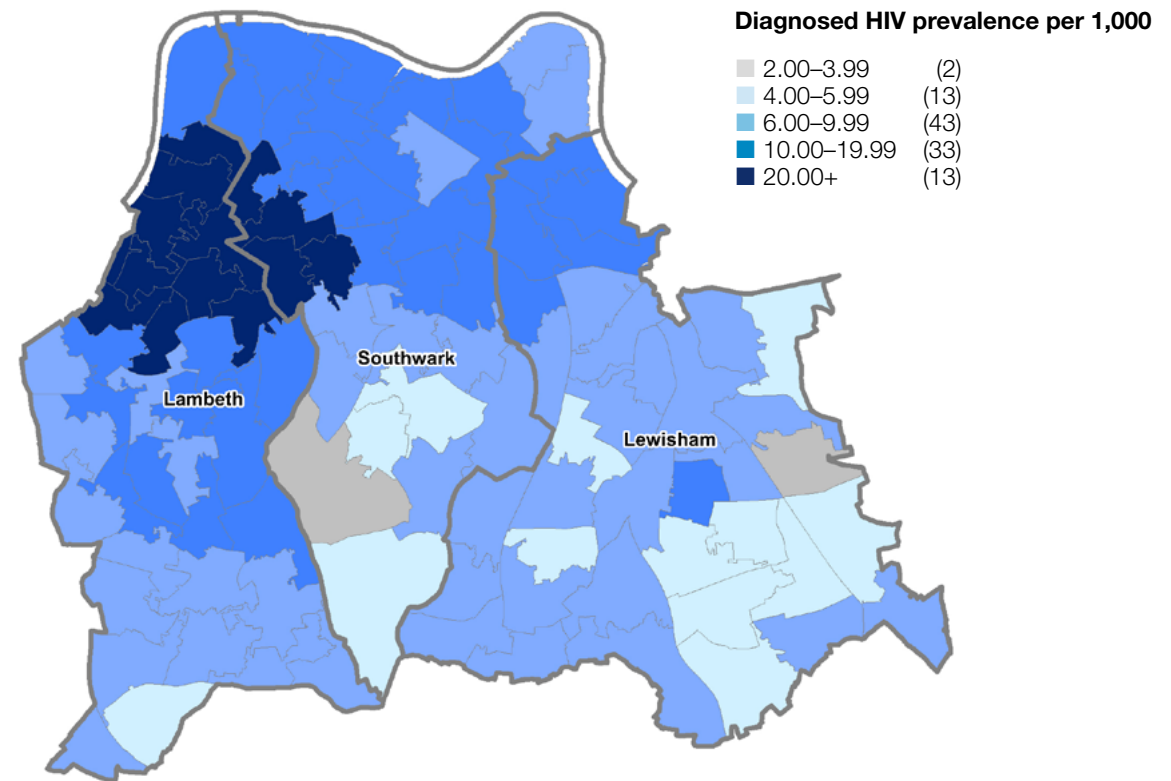 Diagnosed HIV prevalence per 1,000
2.00–3.99 (2)
4.00–5.99 (13)
6.00–9.99 (43)
10.00–19.99 (33)
20.00+ (13)
Southwark
Lambeth
Lewisham